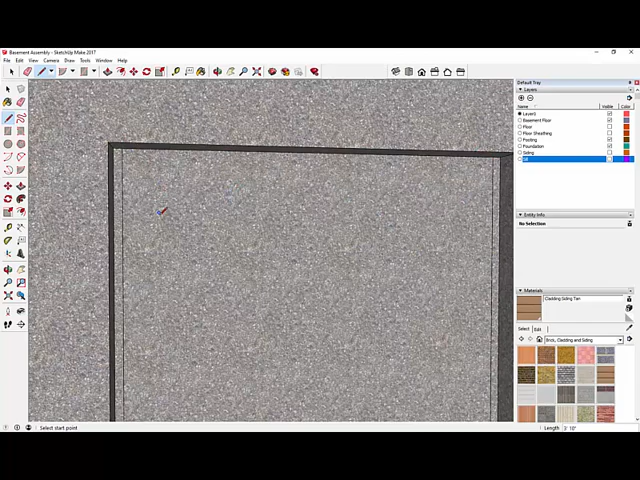 Basement Assembly - SketchUp Make 2017
File Edit View Camera Draw Tools Window Help
Default Tray
Layers
Name Visible Color
Layer0
Basement Floor
Floor
Floor Sheathing
Footing
Foundation
Siding
Entity Info
No Selection
Materials
Cladding Siding Tan
Select Edit
Brick, Cladding and Siding
Select start point
Length 3' 10"